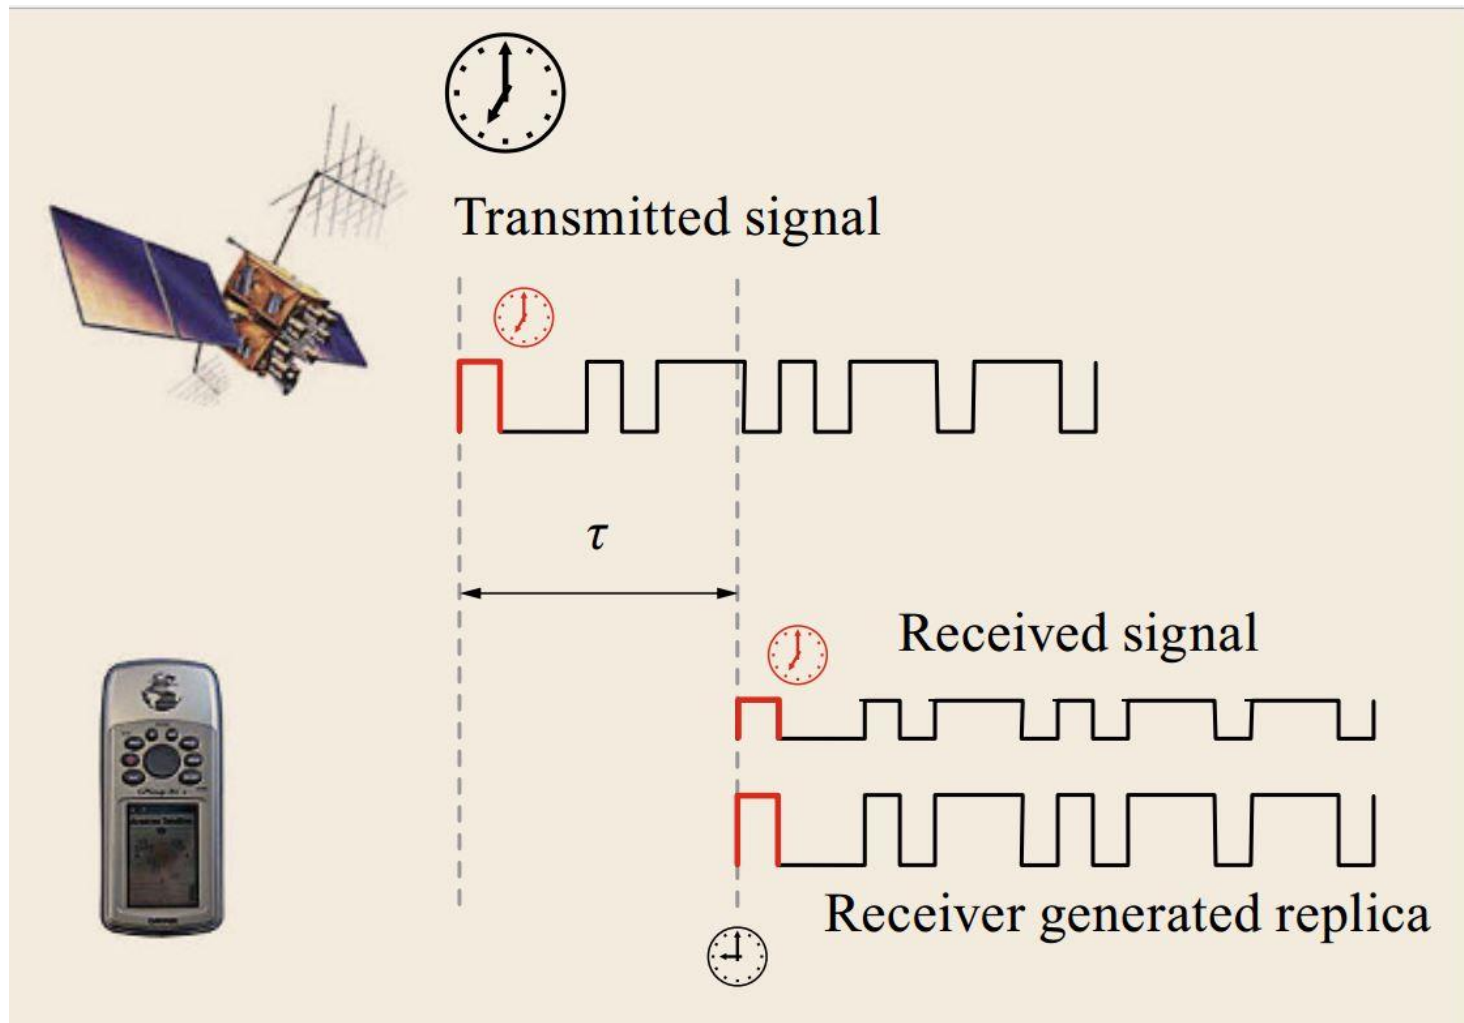 Transmitted signal
τ
Received signal
Receiver generated replica